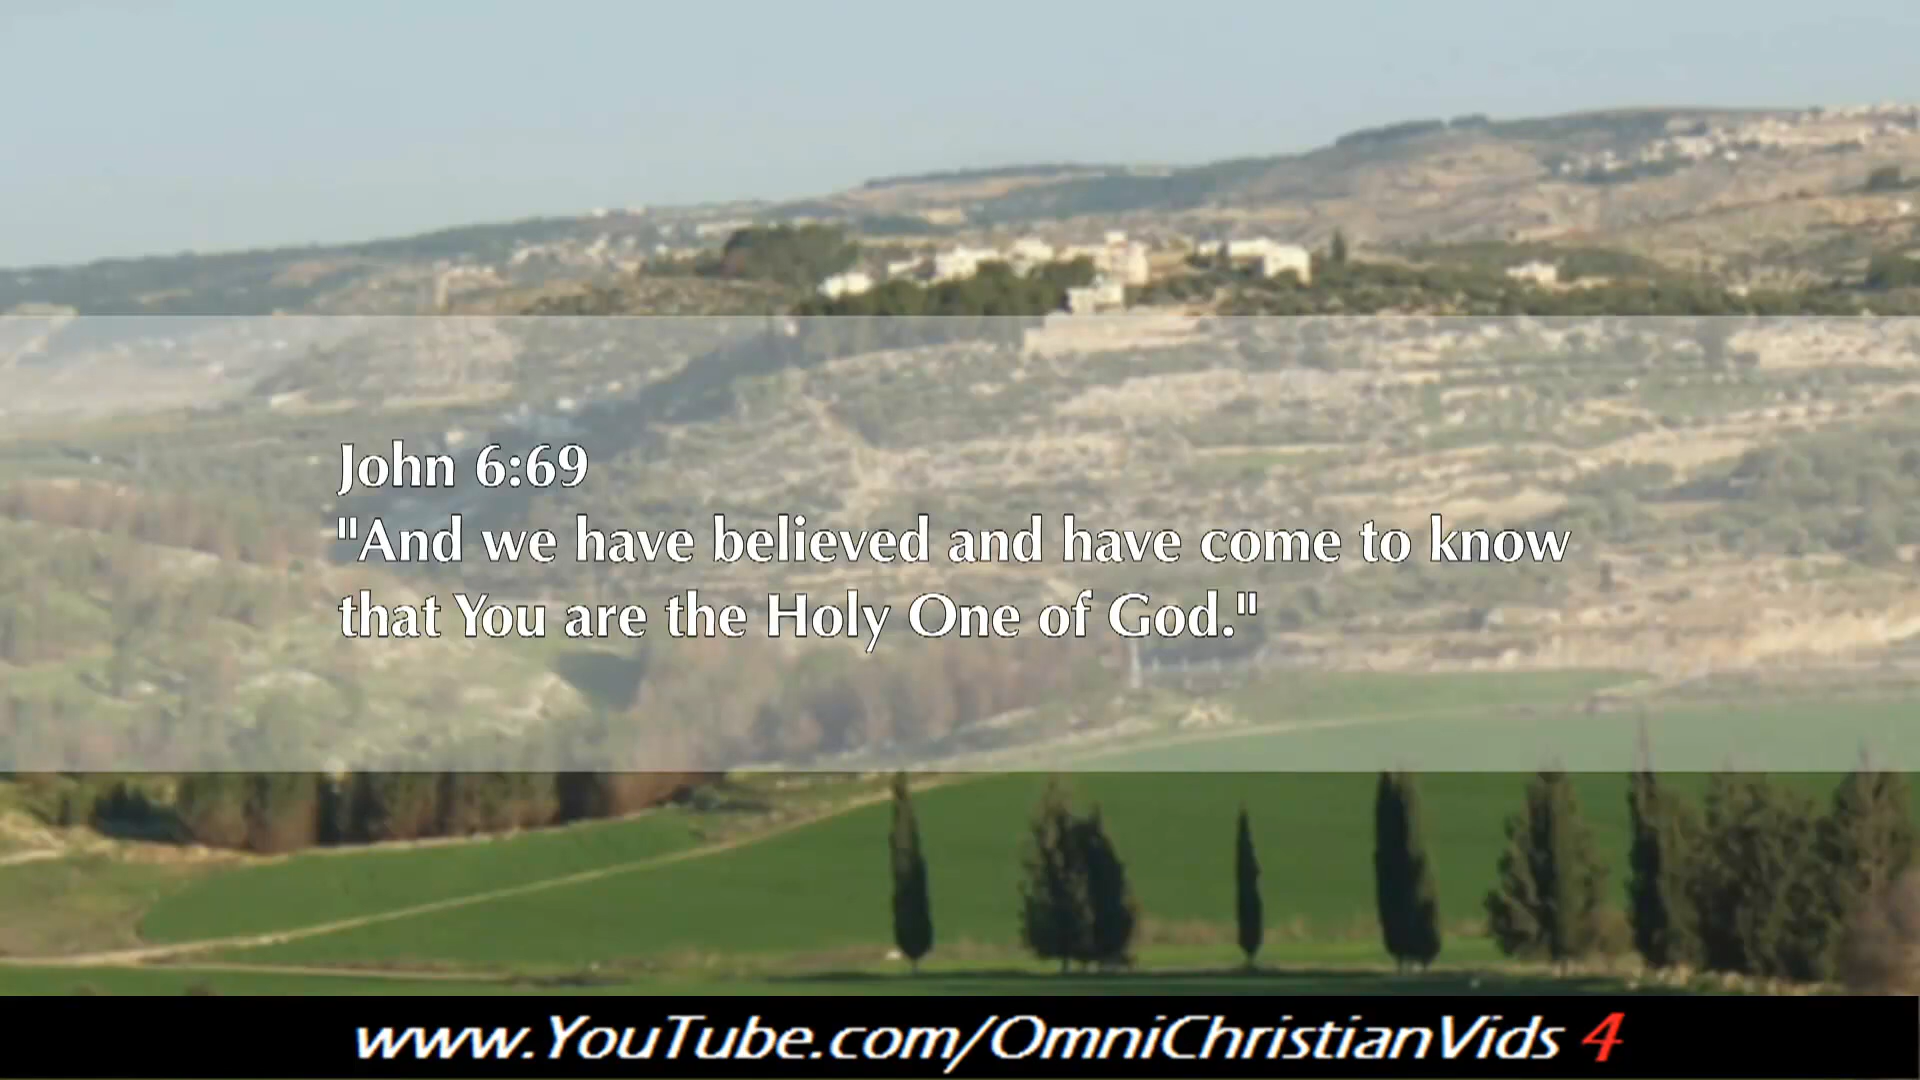 John 6:69
"And we have believed and have come to know
that You are the Holy One of God."
www.YouTube.com/OmniChristianVids 4